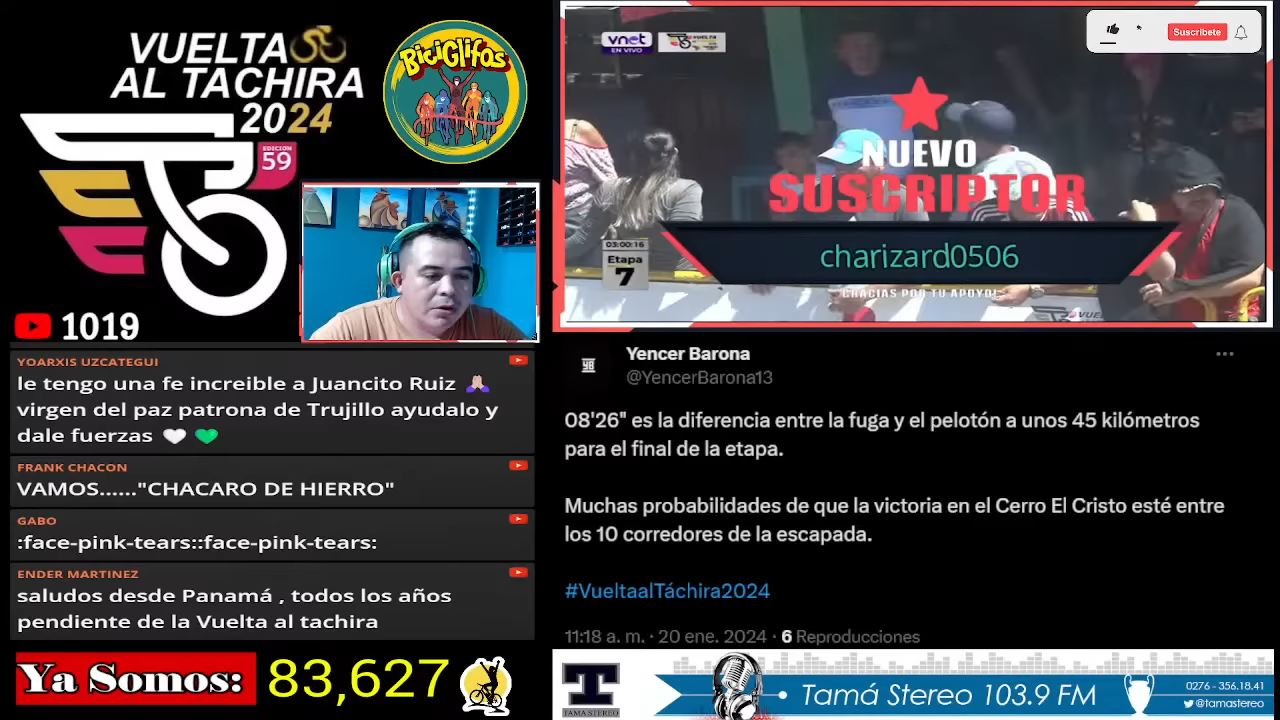 VUELTA
AL TACHIRA
2024
EDICION
59
BiciGlifos
1019
YOARXIS UZCATEGUI
le tengo una fe increible a Juancito Ruiz 🙏🏼
virgen del paz patrona de Trujillo ayudalo y
dale fuerzas 🤍 💚
FRANK CHACON
VAMOS......"CHACARO DE HIERRO"
GABO
:face-pink-tears::face-pink-tears:
ENDER MARTINEZ
saludos desde Panamá , todos los años
pendiente de la Vuelta al tachira
Ya Somos: 83,627
vnet
EN VIVO
Suscribete
NUEVO
SUSCRIPTOR
charizard0506
GRACIAS POR TU APOYO!
03:00:16
Etapa
7
YB
Yencer Barona
@YencerBarona13
08'26" es la diferencia entre la fuga y el pelotón a unos 45 kilómetros
para el final de la etapa.
Muchas probabilidades de que la victoria en el Cerro El Cristo esté entre
los 10 corredores de la escapada.
#VueltaalTáchira2024
11:18 a. m. · 20 ene. 2024 · 6 Reproducciones
T
TAMA STEREO
Tamá Stereo 103.9 FM
0276 - 356.18.41
@tamastereo